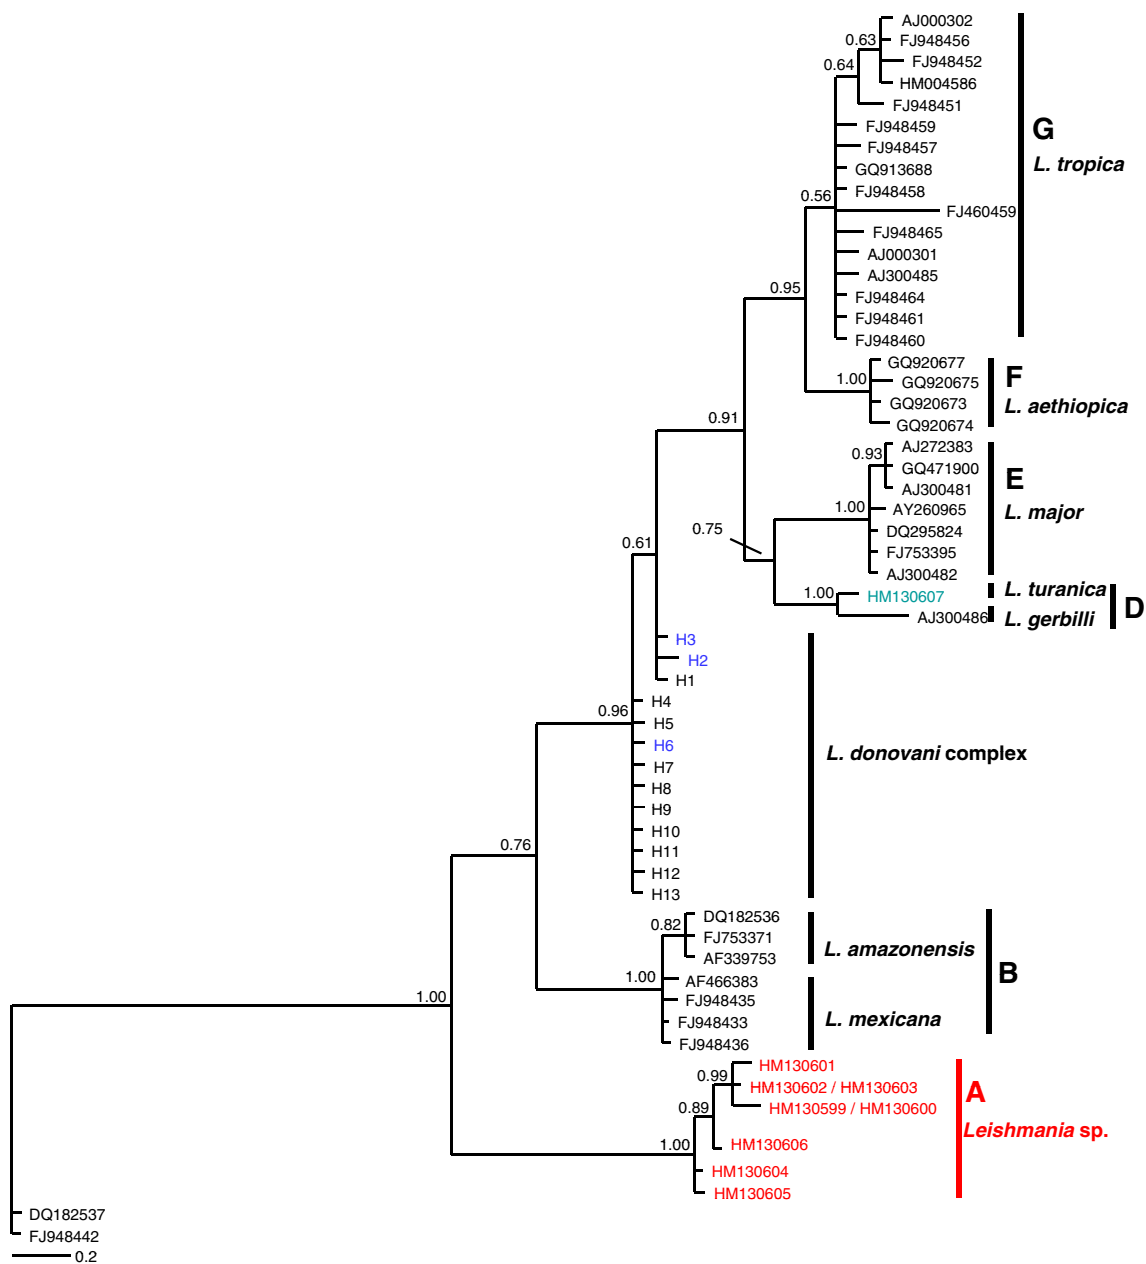 AJ000302
0.63
FJ948456
FJ948452
0.64
HM004586
FJ948451
G
FJ948459
FJ948457
L. tropica
GQ913688
FJ948458
0.56
FJ460459
FJ948465
AJ000301
AJ300485
0.95
FJ948464
FJ948461
FJ948460
GQ920677
F
1.00
GQ920675
GQ920673
L. aethiopica
0.91
GQ920674
AJ272383
0.93
GQ471900
E
AJ300481
1.00
AY260965
L. major
0.75
DQ295824
0.61
FJ753395
AJ300482
1.00
HM130607
L. turanica
D
AJ300486
L. gerbilli
H3
H2
H1
H4
0.96
H5
H6
L. donovani complex
H7
H8
H9
H10
0.76
H11
H12
H13
DQ182536
0.82
FJ753371
L. amazonensis
AF339753
B
1.00
AF466383
1.00
FJ948435
FJ948433
L. mexicana
FJ948436
HM130601
0.99
HM130602 / HM130603
A
0.89
HM130599 / HM130600
Leishmania sp.
1.00
HM130606
HM130604
HM130605
DQ182537
FJ948442
0.2